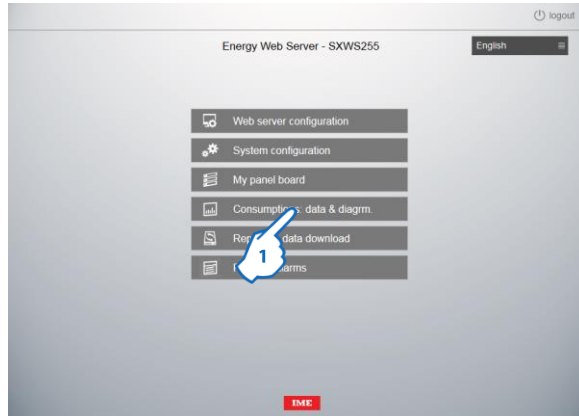 logout
Energy Web Server - SXWS255
English
Web server configuration
System configuration
My panel board
Consumptions: data & diagrm.
data download
1
IME